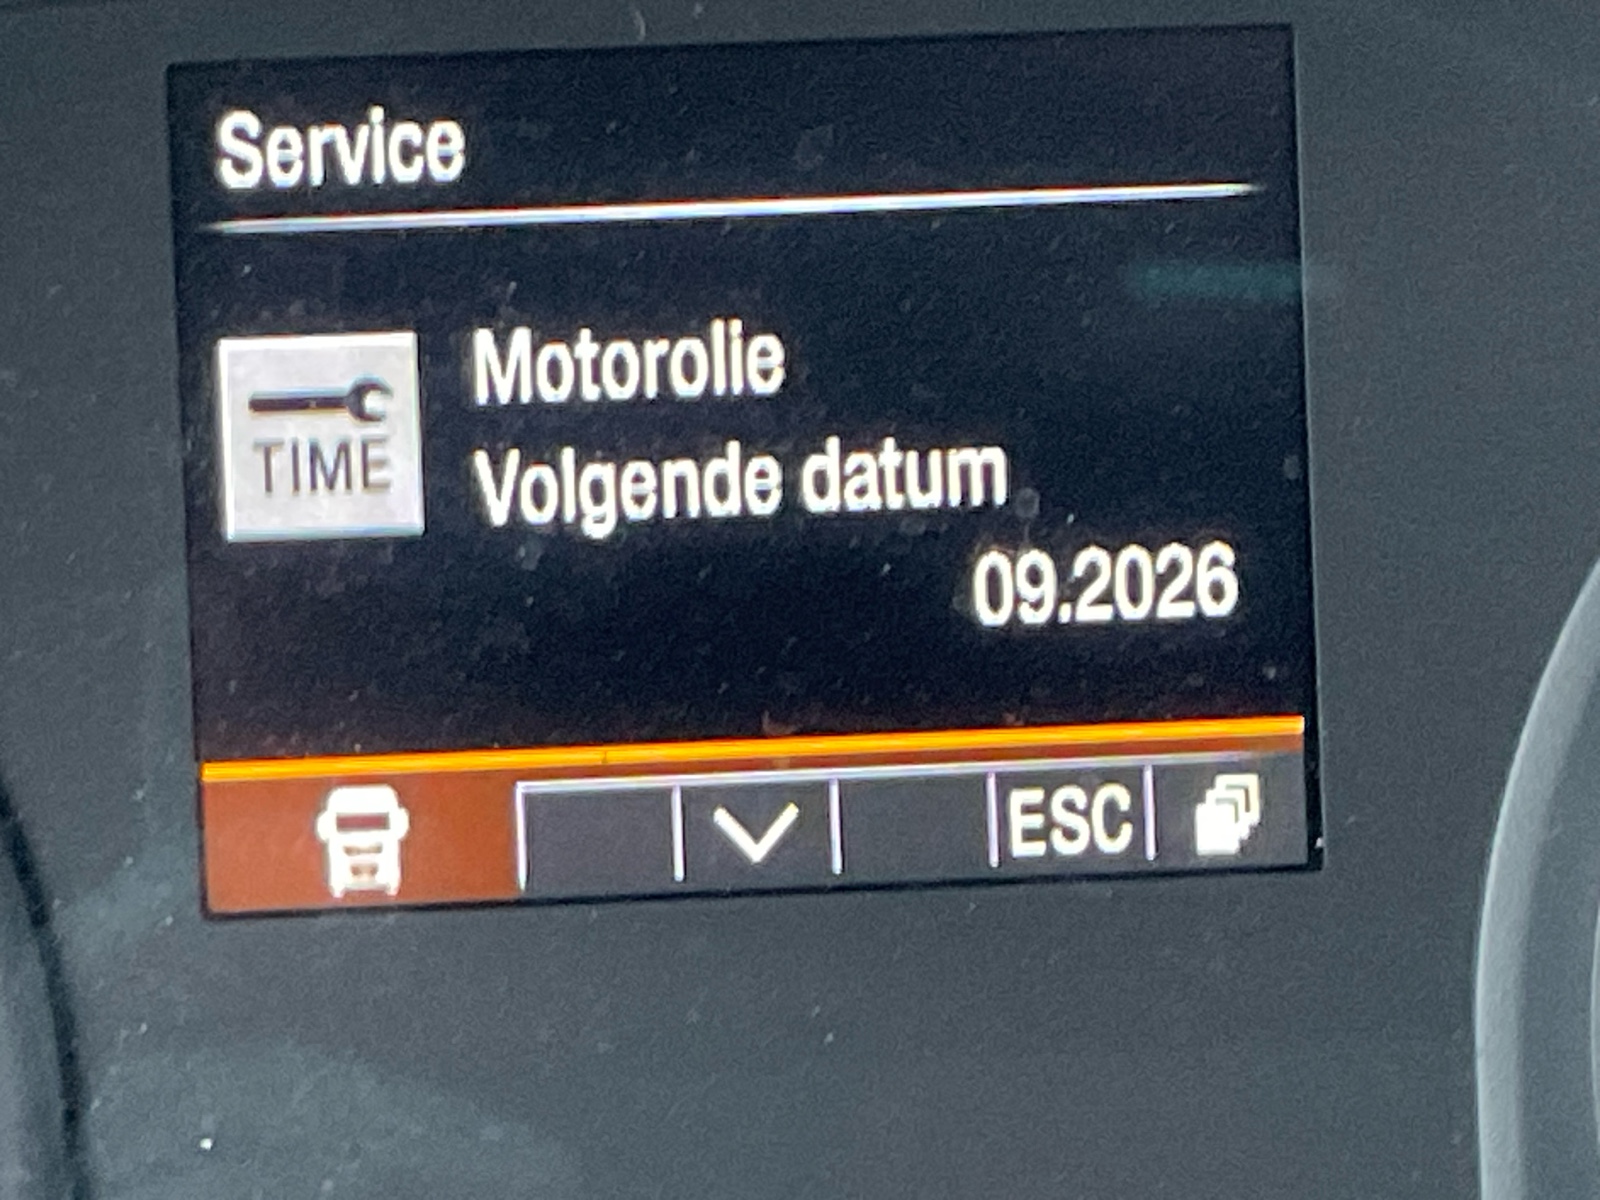 Service
TIME
Motorolie
Volgende datum
09.2026
ESC